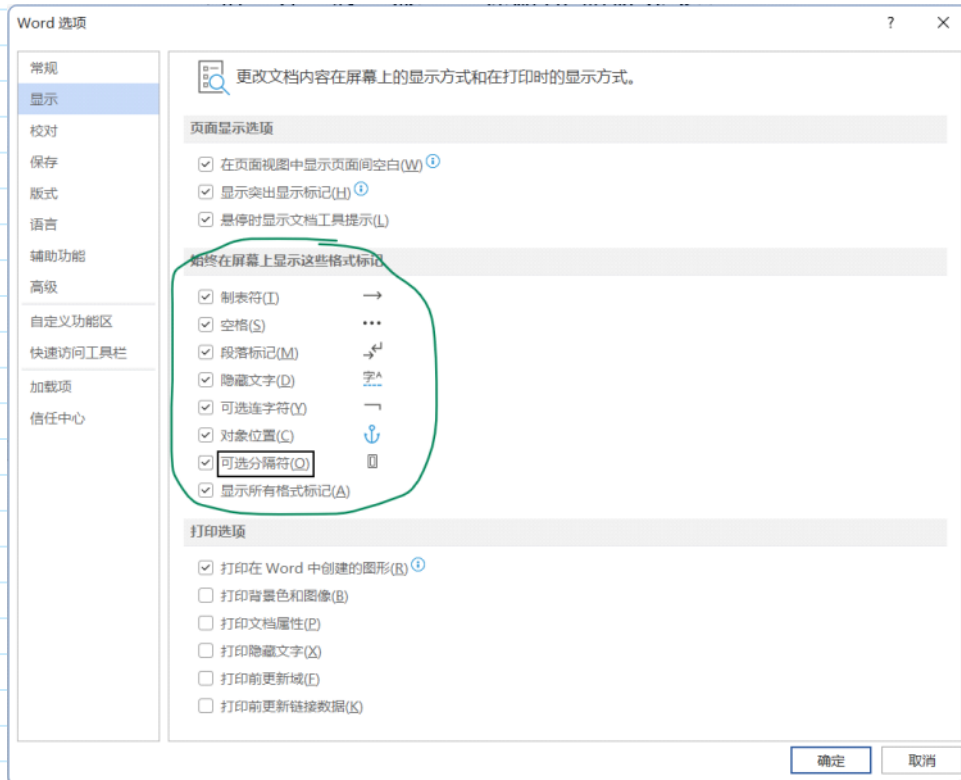 Word 选项
?
×
常规
显示
校对
保存
版式
语言
辅助功能
高级
自定义功能区
快速访问工具栏
加载项
信任中心
更改文档内容在屏幕上的显示方式和在打印时的显示方式。
页面显示选项
在页面视图中显示页面间空白(W)
显示突出显示标记(H)
悬停时显示文档工具提示(L)
始终在屏幕上显示这些格式标记
制表符(T)
空格(S)
段落标记(M)
隐藏文字(D) 字A
可选连字符(Y)
对象位置(C)
可选分隔符(O)
显示所有格式标记(A)
打印选项
打印在 Word 中创建的图形(R)
打印背景色和图像(B)
打印文档属性(P)
打印隐藏文字(X)
打印前更新域(F)
打印前更新链接数据(K)
确定
取消